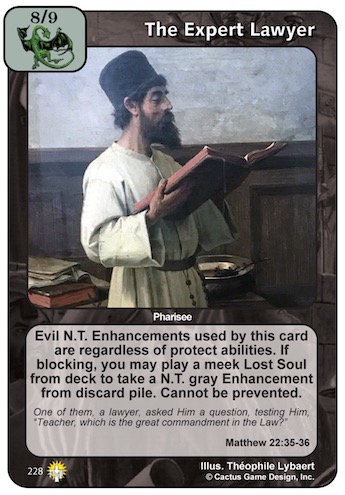 8/9
The Expert Lawyer
Pharisee
Evil N.T. Enhancements used by this card
are regardless of protect abilities. If
blocking, you may play a meek Lost Soul
from deck to take a N.T. gray Enhancement
from discard pile. Cannot be prevented.
One of them, a lawyer, asked Him a question, testing Him,
"Teacher, which is the great commandment in the Law?"
Matthew 22:35-36
228
Illus. Théophile Lybaert
© Cactus Game Design, Inc.